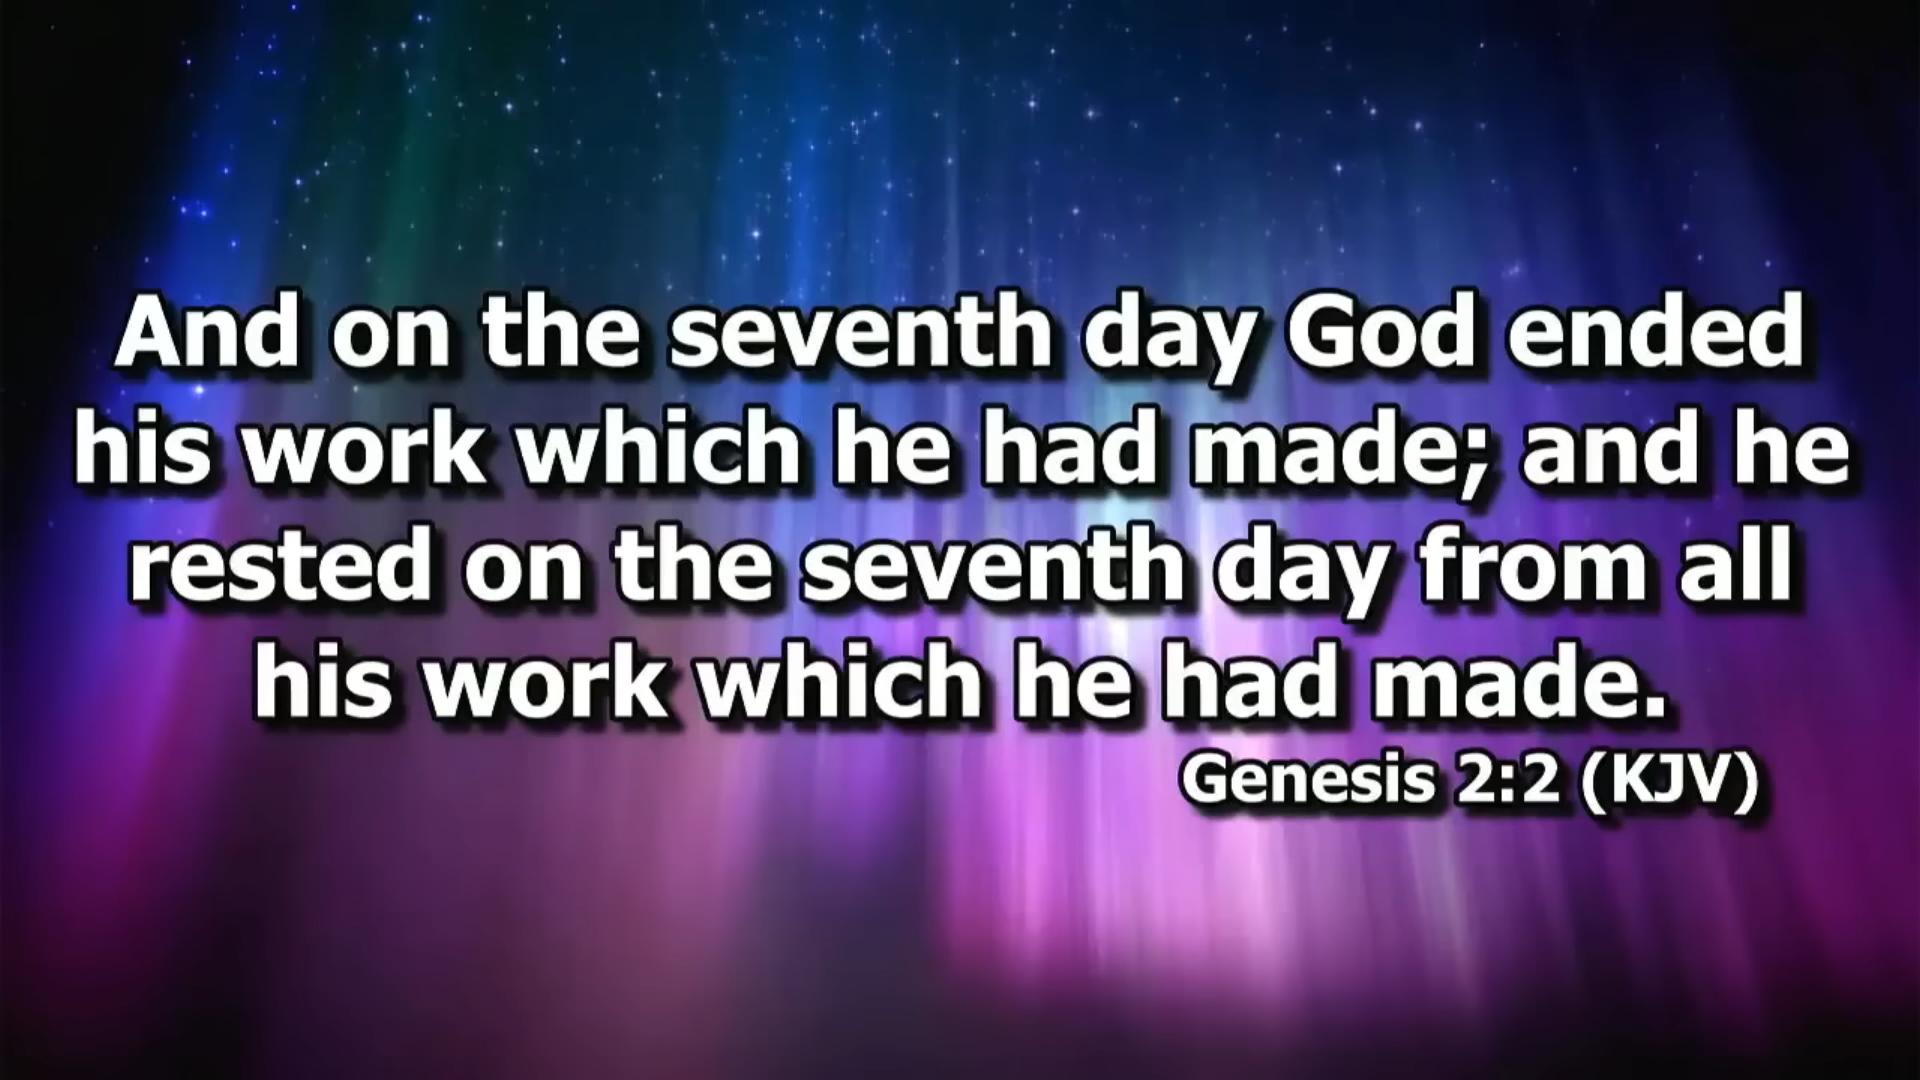 And on the seventh day God ended
his work which he had made; and he
rested on the seventh day from all
his work which he had made.
Genesis 2:2 (KJV)